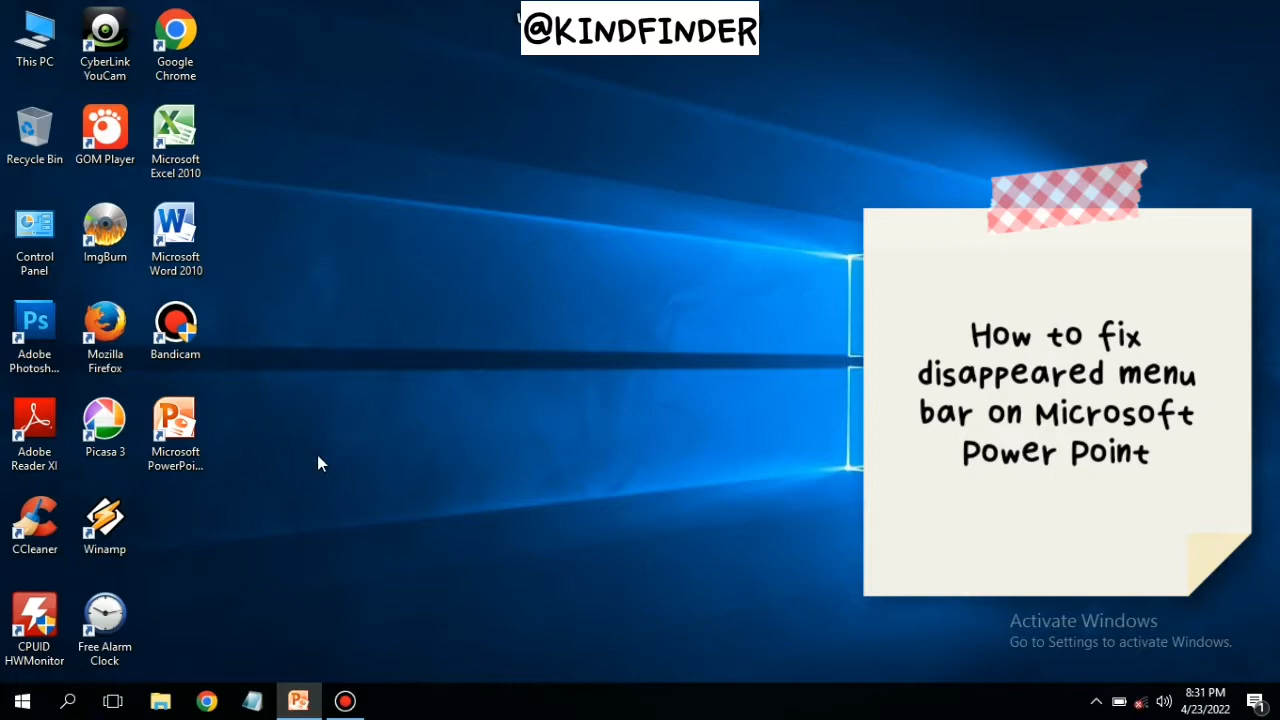 @KINDFINDER
This PC
CyberLink
YouCam
Google
Chrome
Recycle Bin
GOM Player
Microsoft
Excel 2010
Control
Panel
ImgBurn
Microsoft
Word 2010
Adobe
Photosh...
Mozilla
Firefox
Bandicam
Adobe
Reader XI
Picasa 3
Microsoft
PowerPoi...
CCleaner
Winamp
CPUID
HWMonitor
Free Alarm
Clock
How to fix
disappeared menu
bar on Microsoft
Power Point
Activate Windows
Go to Settings to activate Windows.
8:31 PM
4/23/2022
1